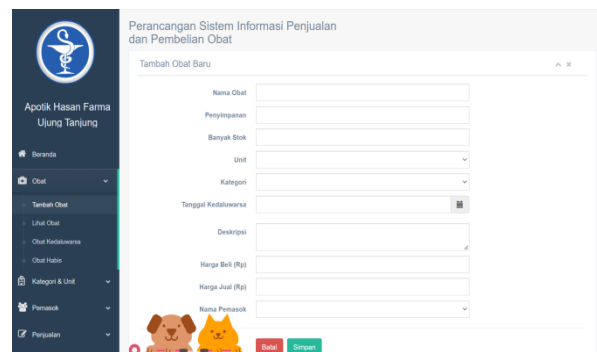 Perancangan Sistem Informasi Penjualan
dan Pembelian Obat
Apotik Hasan Farma
Ujung Tanjung
Beranda
Obat
Tambah Obat
Lihat Obat
Obat Kedaluwarsa
Obat Habis
Kategori & Unit
Pemasok
Penjualan
Tambah Obat Baru
Nama Obat
Penyimpanan
Banyak Stok
Unit
Kategori
Tanggal Kedaluwarsa
Deskripsi
Harga Beli (Rp)
Harga Jual (Rp)
Nama Pemasok
Batal
Simpan